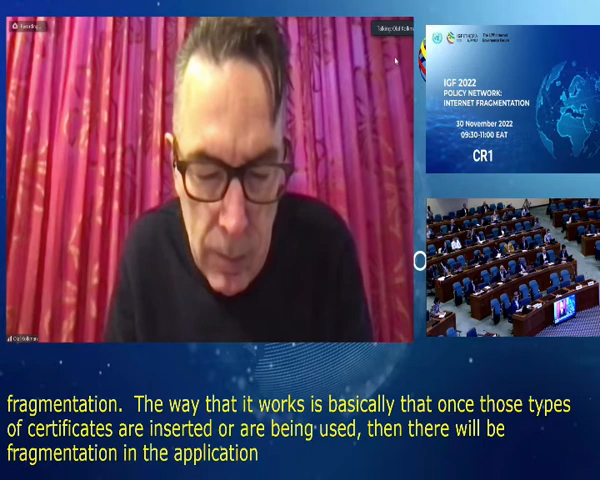 Recording...
IGF 2022
POLICY NETWORK:
INTERNET FRAGMENTATION
30 November 2022
09:30-11:00 EAT
CR1
fragmentation.  The way that it works is basically that once those types
of certificates are inserted or are being used, then there will be
fragmentation in the application